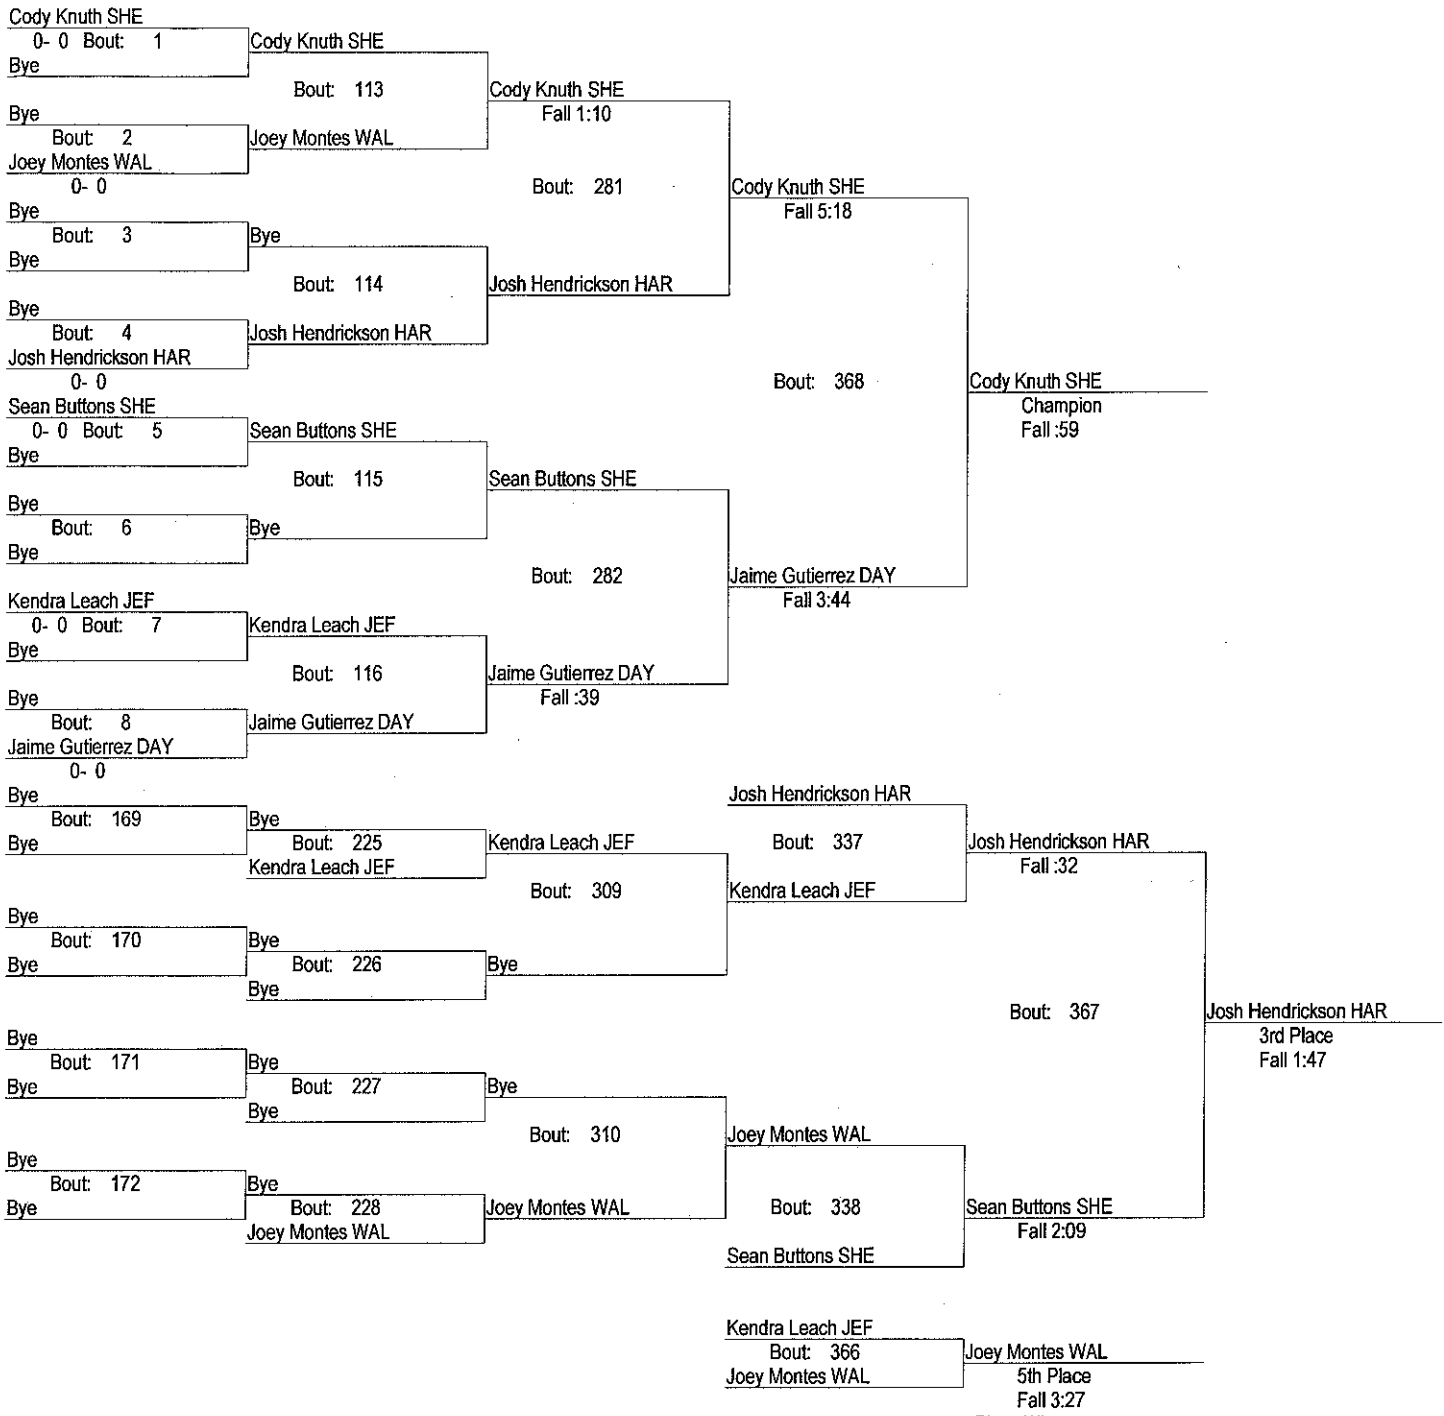 Cody Knuth SHE
0- 0 Bout: 1
Cody Knuth SHE
Bye
Bout: 113
Cody Knuth SHE
Bye
Fall 1:10
Bout: 2
Joey Montes WAL
Joey Montes WAL
0- 0
Bout: 281
Cody Knuth SHE
Bye
Fall 5:18
Bout: 3
Bye
Bye
Bout: 114
Josh Hendrickson HAR
Bye
Bout: 4
Josh Hendrickson HAR
Josh Hendrickson HAR
0- 0
Bout: 368
Cody Knuth SHE
Sean Buttons SHE
Champion
0- 0 Bout: 5
Sean Buttons SHE
Fall :59
Bye
Bout: 115
Sean Buttons SHE
Bye
Bout: 6
Bye
Bye
Bout: 282
Jaime Gutierrez DAY
Kendra Leach JEF
Fall 3:44
0- 0 Bout: 7
Kendra Leach JEF
Bye
Bout: 116
Jaime Gutierrez DAY
Bye
Fall :39
Bout: 8
Jaime Gutierrez DAY
Jaime Gutierrez DAY
0- 0
Bye
Josh Hendrickson HAR
Bout: 169
Bye
Bye
Bout: 225
Kendra Leach JEF
Bout: 337
Josh Hendrickson HAR
Kendra Leach JEF
Fall :32
Bout: 309
Kendra Leach JEF
Bye
Bout: 170
Bye
Bye
Bout: 226
Bye
Bye
Bout: 367
Josh Hendrickson HAR
Bye
3rd Place
Bout: 171
Bye
Fall 1:47
Bye
Bout: 227
Bye
Bye
Bout: 310
Joey Montes WAL
Bye
Bout: 172
Bye
Bye
Bout: 228
Joey Montes WAL
Bout: 338
Sean Buttons SHE
Joey Montes WAL
Fall 2:09
Sean Buttons SHE
Kendra Leach JEF
Bout: 366
Joey Montes WAL
Joey Montes WAL
5th Place
Fall 3:27